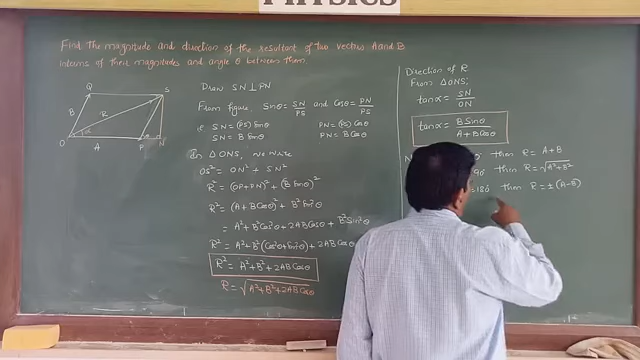 PHYSICS
Find the magnitude and direction of the resultant of two vectors A and B
interms of their magnitudes and angle θ between them.
Q S
B R
O α A P θ N
Draw SN ⊥ PN
From figure, Sinθ = SN/PS and Cosθ = PN/PS
SN = (PS) Sinθ PN = (PS) Cosθ
SN = B Sinθ PN = B Cosθ
In ΔONS, we wrire
OS² = ON² + SN²
R² = (OP+PN)² + (B Sinθ)²
R² = (A + B Cosθ)² + B² Sin²θ
= A² + B² Cos²θ + 2AB Cosθ + B² Sin²θ
R² = A² + B² (Cos²θ + Sin²θ) + 2AB Cosθ
R² = A² + B² + 2AB Cosθ
R = √A² + B² + 2AB Cosθ
Direction of R
From ΔONS
tanα = SN/ON
tanα = B Sinθ/A + B Cosθ
then R = A + B
90° then R = √A² + B²
= 180° then R = ± (A − B)